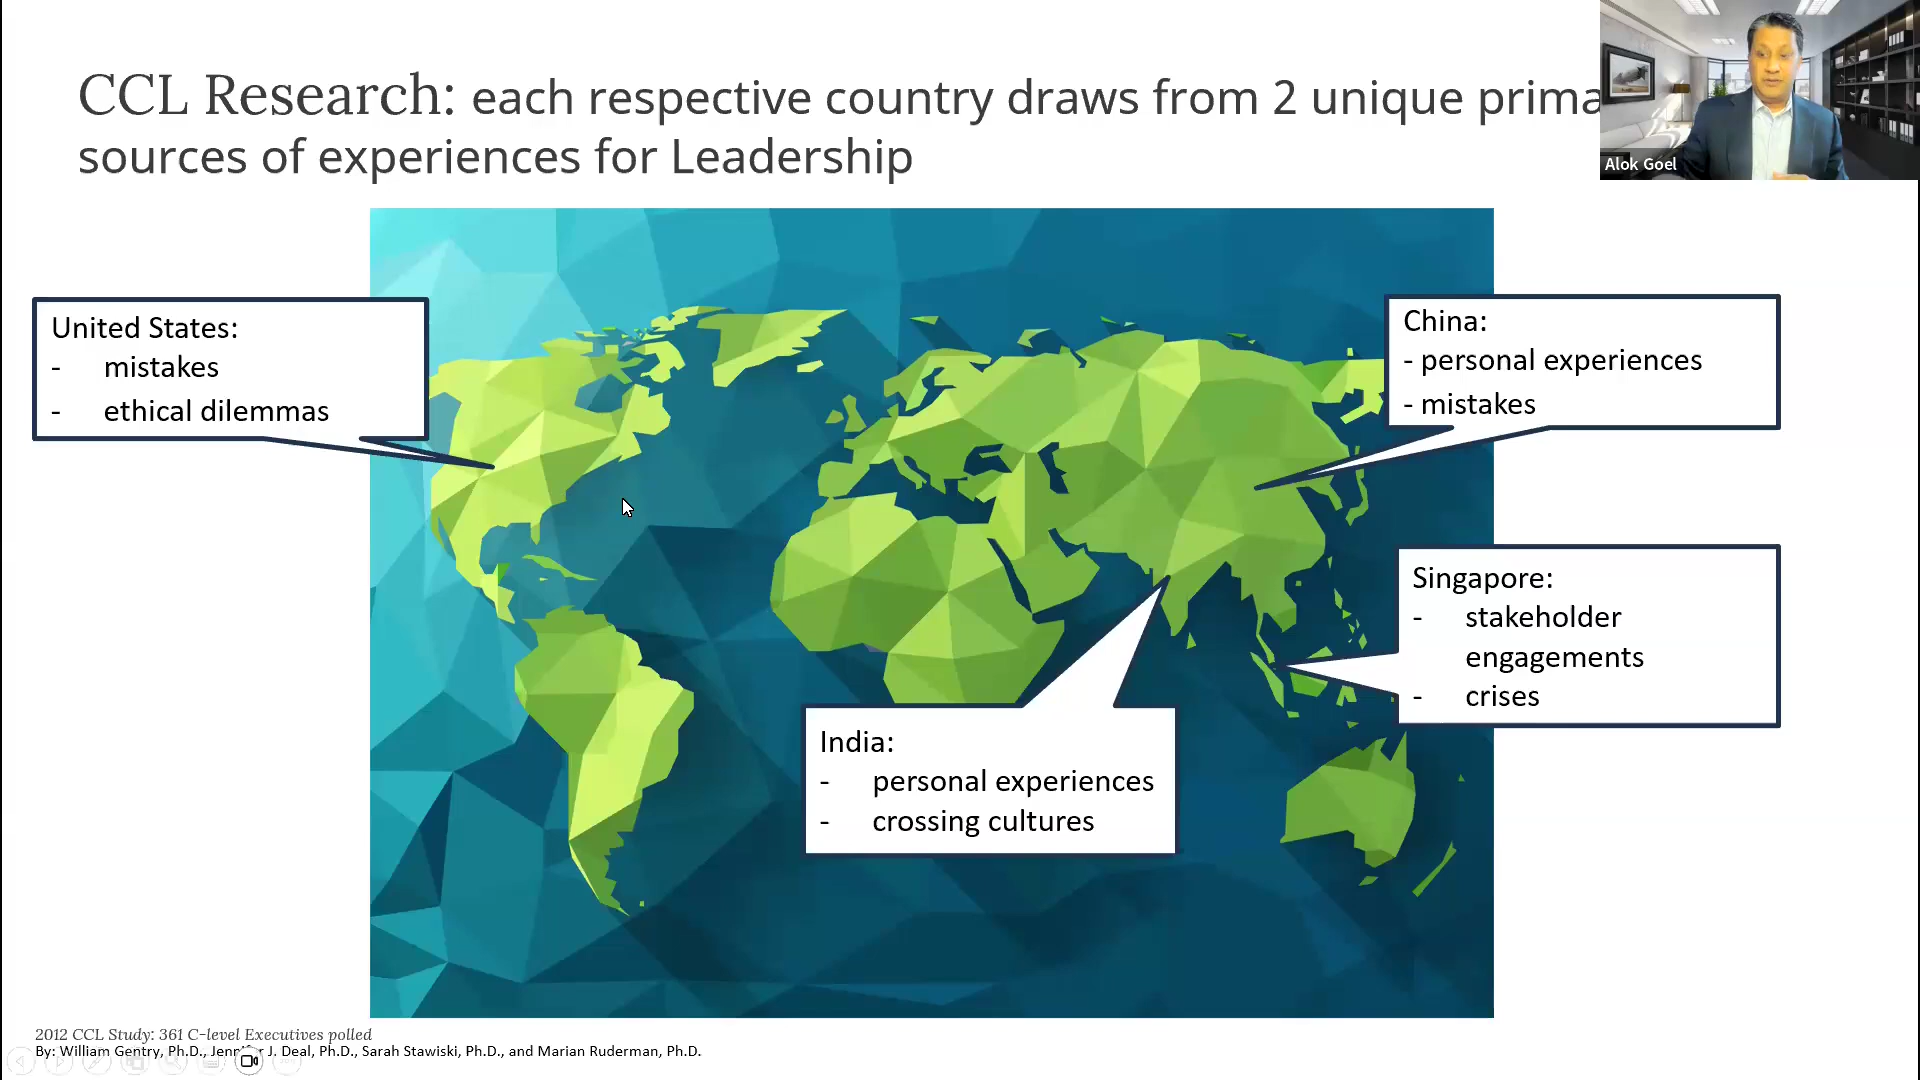 CCL Research: each respective country draws from 2 unique prima
sources of experiences for Leadership
Alok Goel
United States:
- mistakes
- ethical dilemmas
China:
- personal experiences
- mistakes
Singapore:
- stakeholder
engagements
- crises
India:
- personal experiences
- crossing cultures
2012 CCL Study: 361 C-level Executives polled
By: William Gentry, Ph.D., Jennifer J. Deal, Ph.D., Sarah Stawiski, Ph.D., and Marian Ruderman, Ph.D.